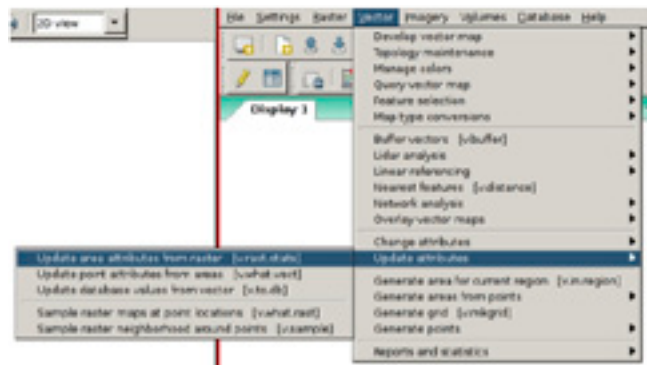 2D view
File Settings Raster Vector Imagery Volumes Database Help
Display 1
Develop vector map
Topology maintenance
Manage colors
Query vector map
Feature selection
Map type conversions
Buffer vectors [v.buffer]
Lidar analysis
Linear referencing
Nearest features [v.distance]
Network analysis
Overlay vector maps
Change attributes
Update attributes
Update area attributes from raster [v.rast.stats]
Update point attributes from areas [v.what.vect]
Update database values from vector [v.to.db]
Sample raster maps at point locations [v.what.rast]
Sample raster neighborhood around points [v.sample]
Generate area for current region [v.in.region]
Generate areas from points
Generate grid [v.mkgrid]
Generate points
Reports and statistics